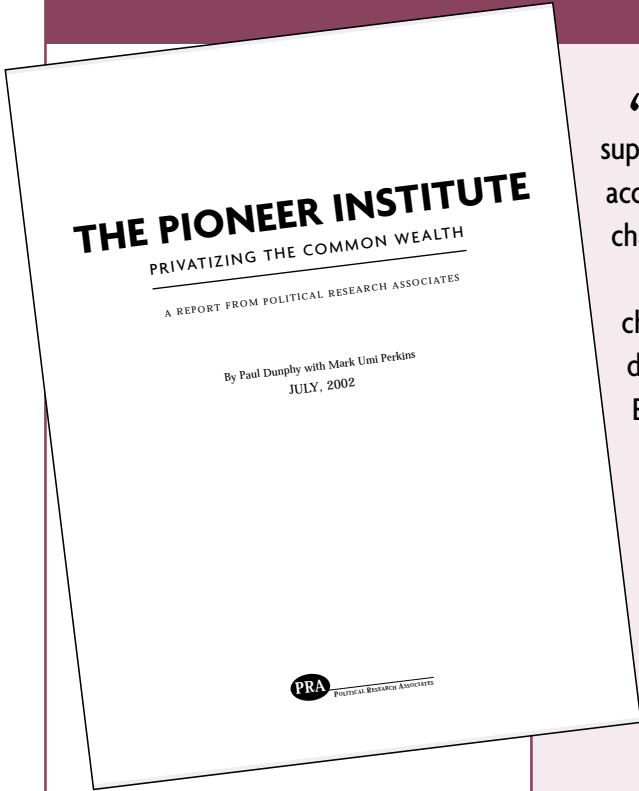 THE PIONEER INSTITUTE
PRIVATIZING THE COMMON WEALTH
A REPORT FROM POLITICAL RESEARCH ASSOCIATES
By Paul Dunphy with Mark Umi Perkins
JULY, 2002
PRA POLITICAL RESEARCH ASSOCIATES